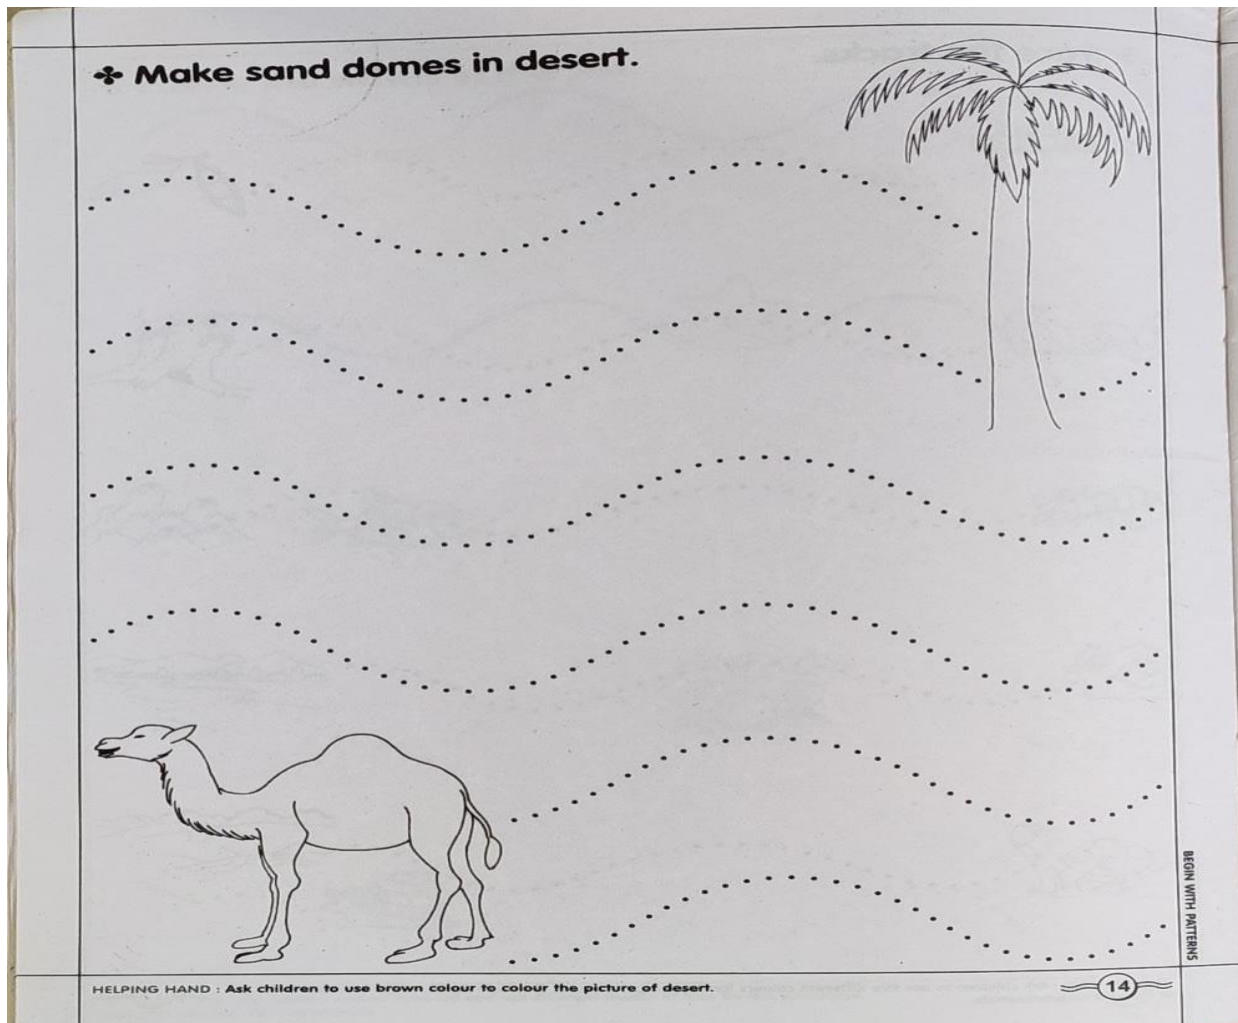 Make sand domes in desert.
BEGIN WITH PATTERNS
HELPING HAND : Ask children to use brown colour to colour the picture of desert.
14